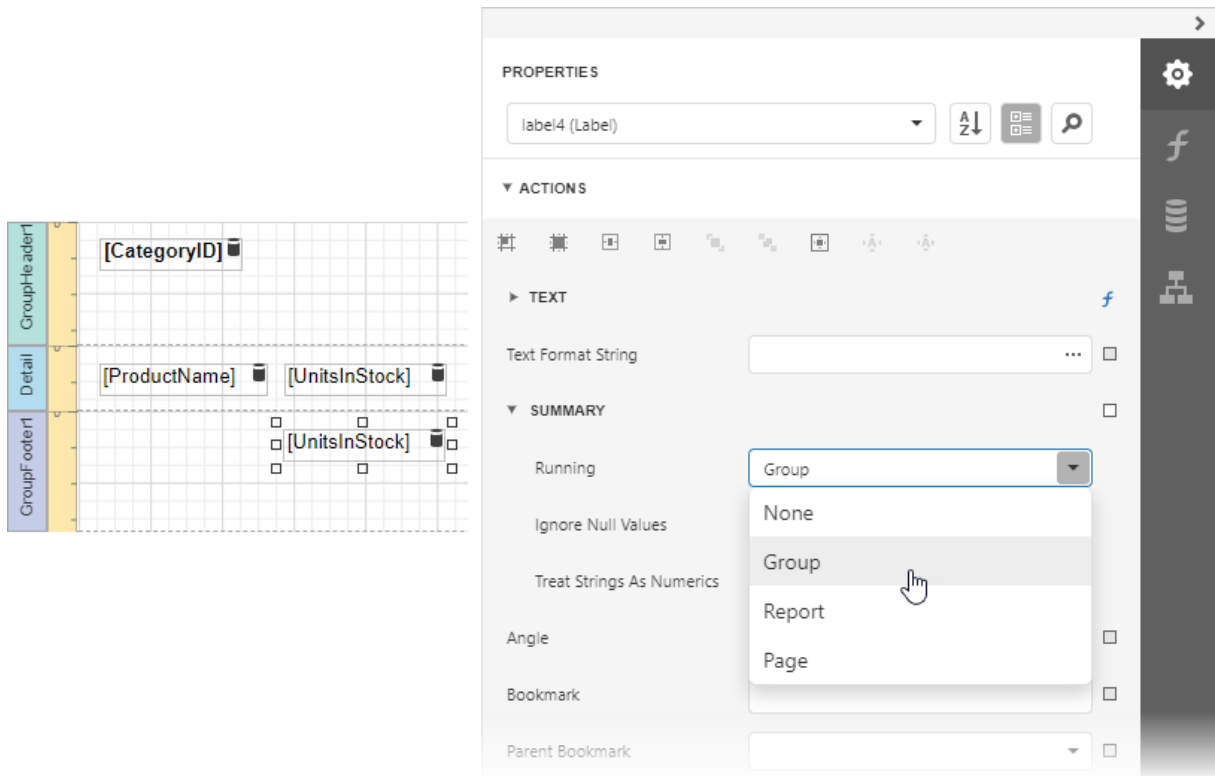 GroupHeader1
[CategoryID]
Detail
[ProductName] [UnitsInStock]
GroupFooter1
[UnitsInStock]
PROPERTIES
label4 (Label)
ACTIONS
TEXT
Text Format String
SUMMARY
Running
Group
None
Group
Report
Page
Ignore Null Values
Treat Strings As Numerics
Angle
Bookmark
Parent Bookmark